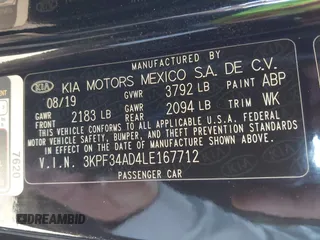 MANUFACTURED BY
KIA KIA MOTORS MEXICO S.A. DE C.V.
08/19 GVWR 3792 LB PAINT ABP
GAWR FRONT 2183 LB GAWR REAR 2094 LB TRIM WK
THIS VEHICLE CONFORMS TO ALL APPLICABLE U.S.A. FEDERAL
MOTOR VEHICLE SAFETY, BUMPER, AND THEFT PREVENTION STANDARDS
IN EFFECT ON THE DATE OF MANUFACTURE SHOWN ABOVE.
V.I.N. 3KPF34AD4LE167712
PASSENGER CAR
7620
DREAMBID